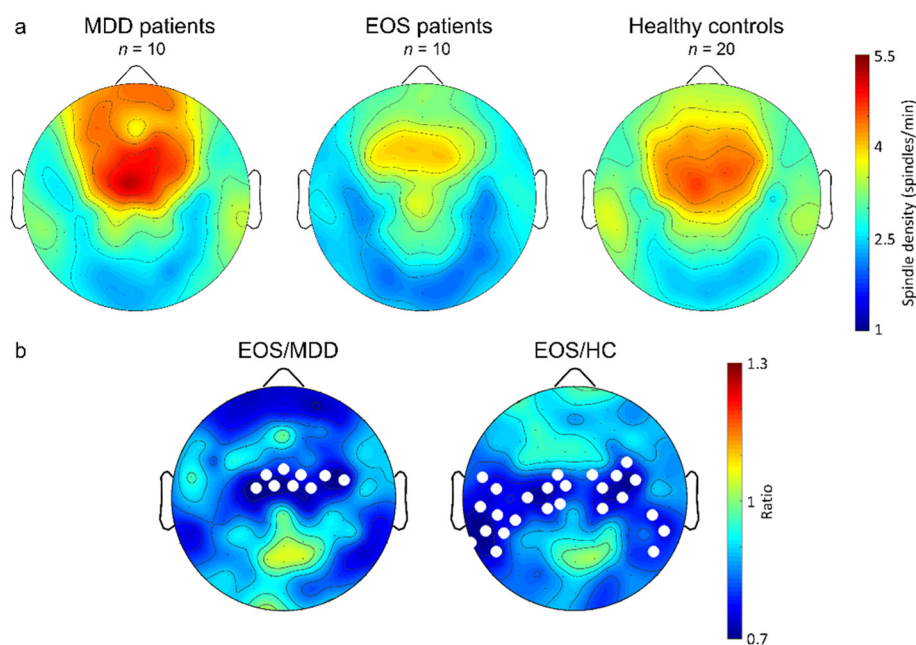 a
MDD patients
n = 10
EOS patients
n = 10
Healthy controls
n = 20
5.5
4
2.5
1
Spindle density (spindles/min)
b
EOS/MDD
EOS/HC
1.3
1
0.7
Ratio